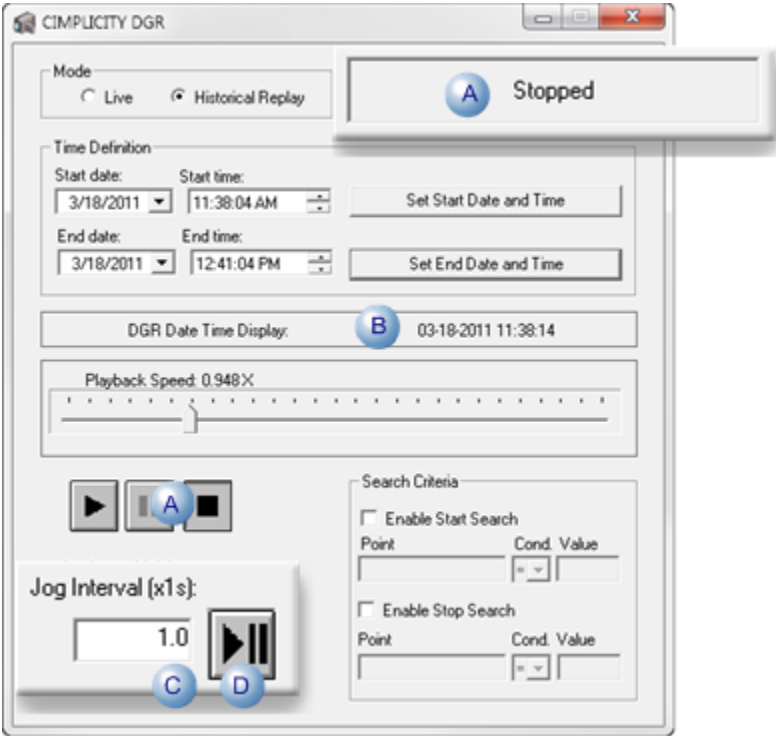 CIMPLICITY DGR
Mode
Live Historical Replay
A Stopped
Time Definition
Start date: Start time:
3/18/2011 11:38:04 AM Set Start Date and Time
End date: End time:
3/18/2011 12:41:04 PM Set End Date and Time
DGR Date Time Display: B 03-18-2011 11:38:14
Playback Speed: 0.948X
A
Search Criteria
Enable Start Search
Point Cond. Value
=
Enable Stop Search
Point Cond. Value
=
Jog Interval (x1s):
1.0
C D